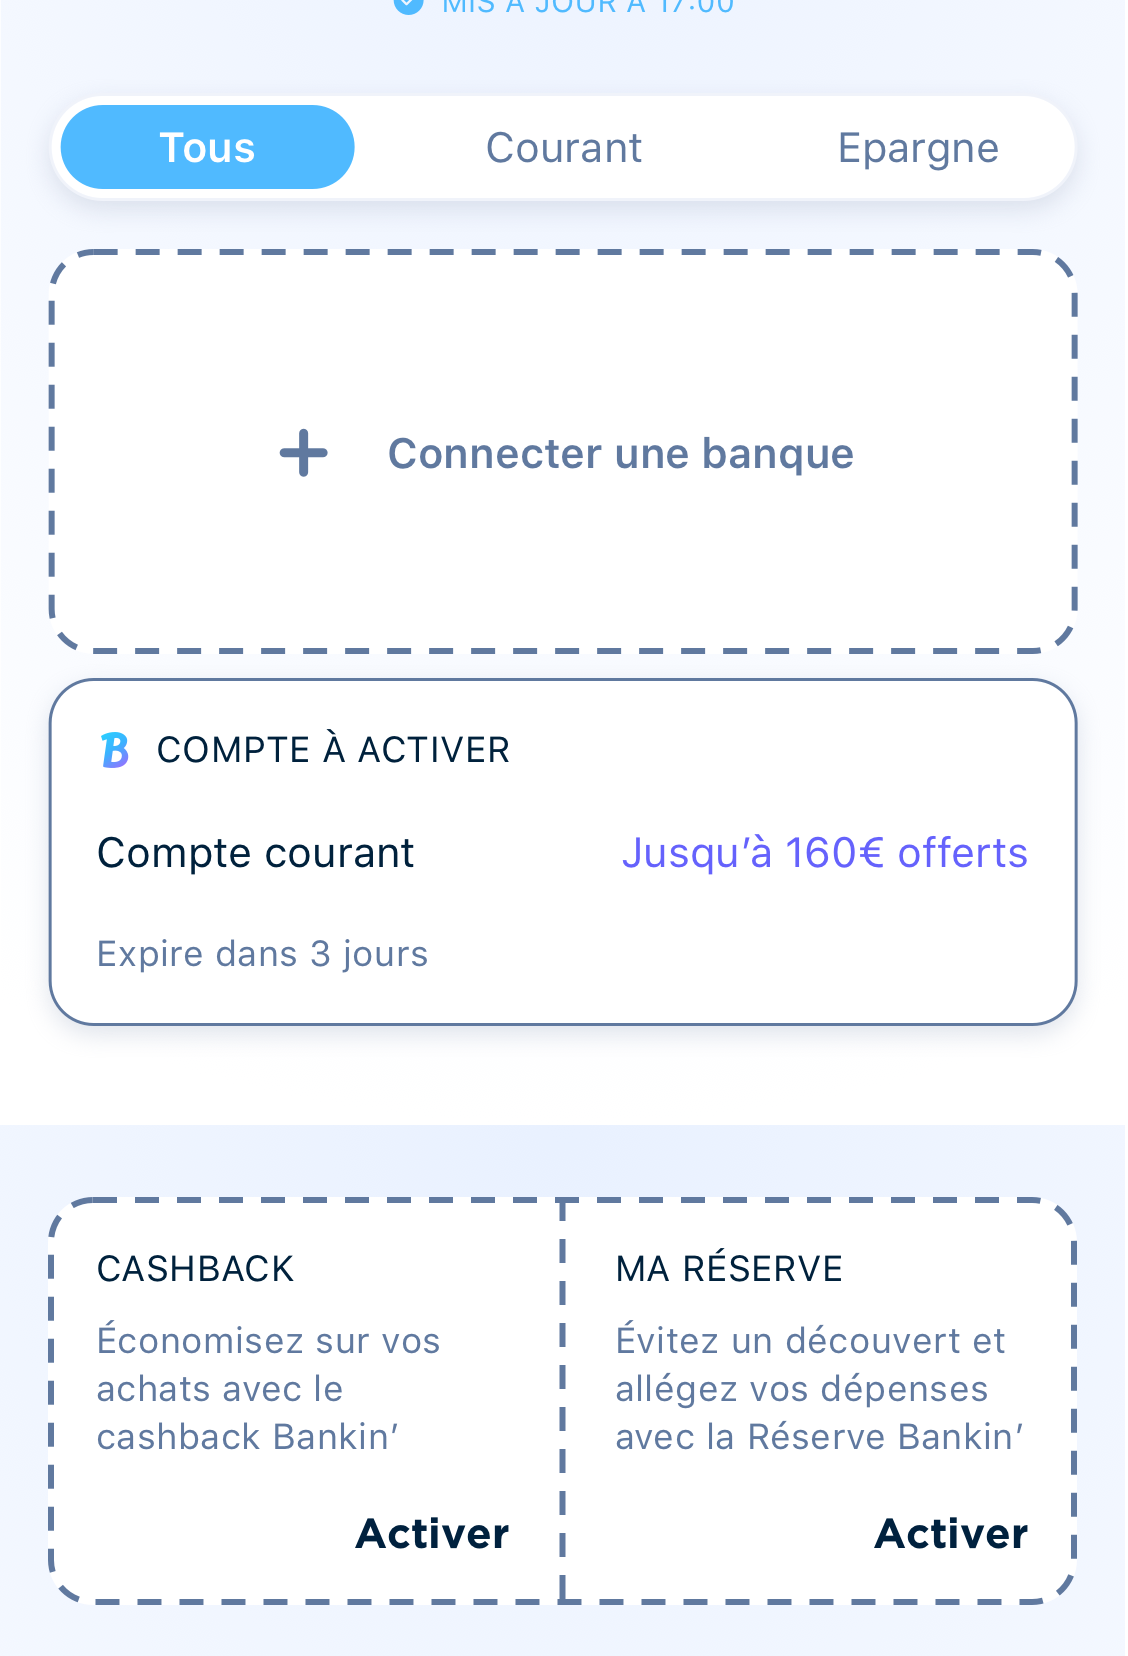 MIS À JOUR À 17:00
Tous Courant Epargne
Connecter une banque
B COMPTE À ACTIVER
Compte courant Jusqu’à 160€ offerts
Expire dans 3 jours
CASHBACK
Économisez sur vos
achats avec le
cashback Bankin’
Activer
MA RÉSERVE
Évitez un découvert et
allégez vos dépenses
avec la Réserve Bankin’
Activer